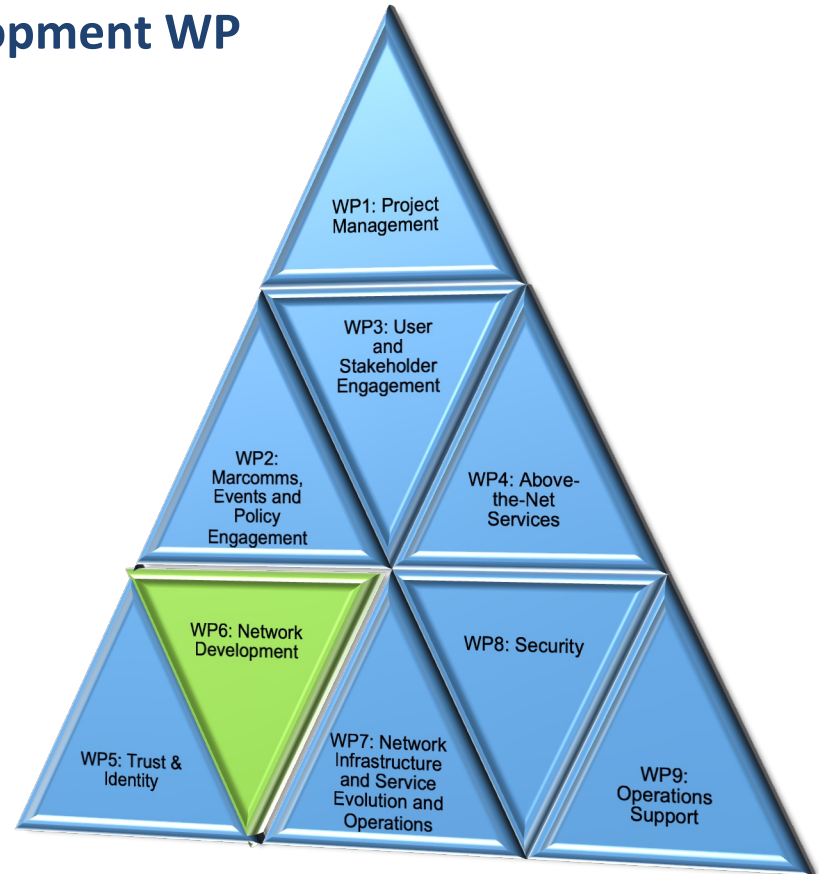 opment WP
WP1: Project
Management
WP3: User
and
Stakeholder
Engagement
WP2:
Marcomms,
Events and
Policy
Engagement
WP4: Above-
the-Net
Services
WP6: Network
Development
WP8: Security
WP5: Trust &
Identity
WP7: Network
Infrastructure
and Service
Evolution and
Operations
WP9:
Operations
Support